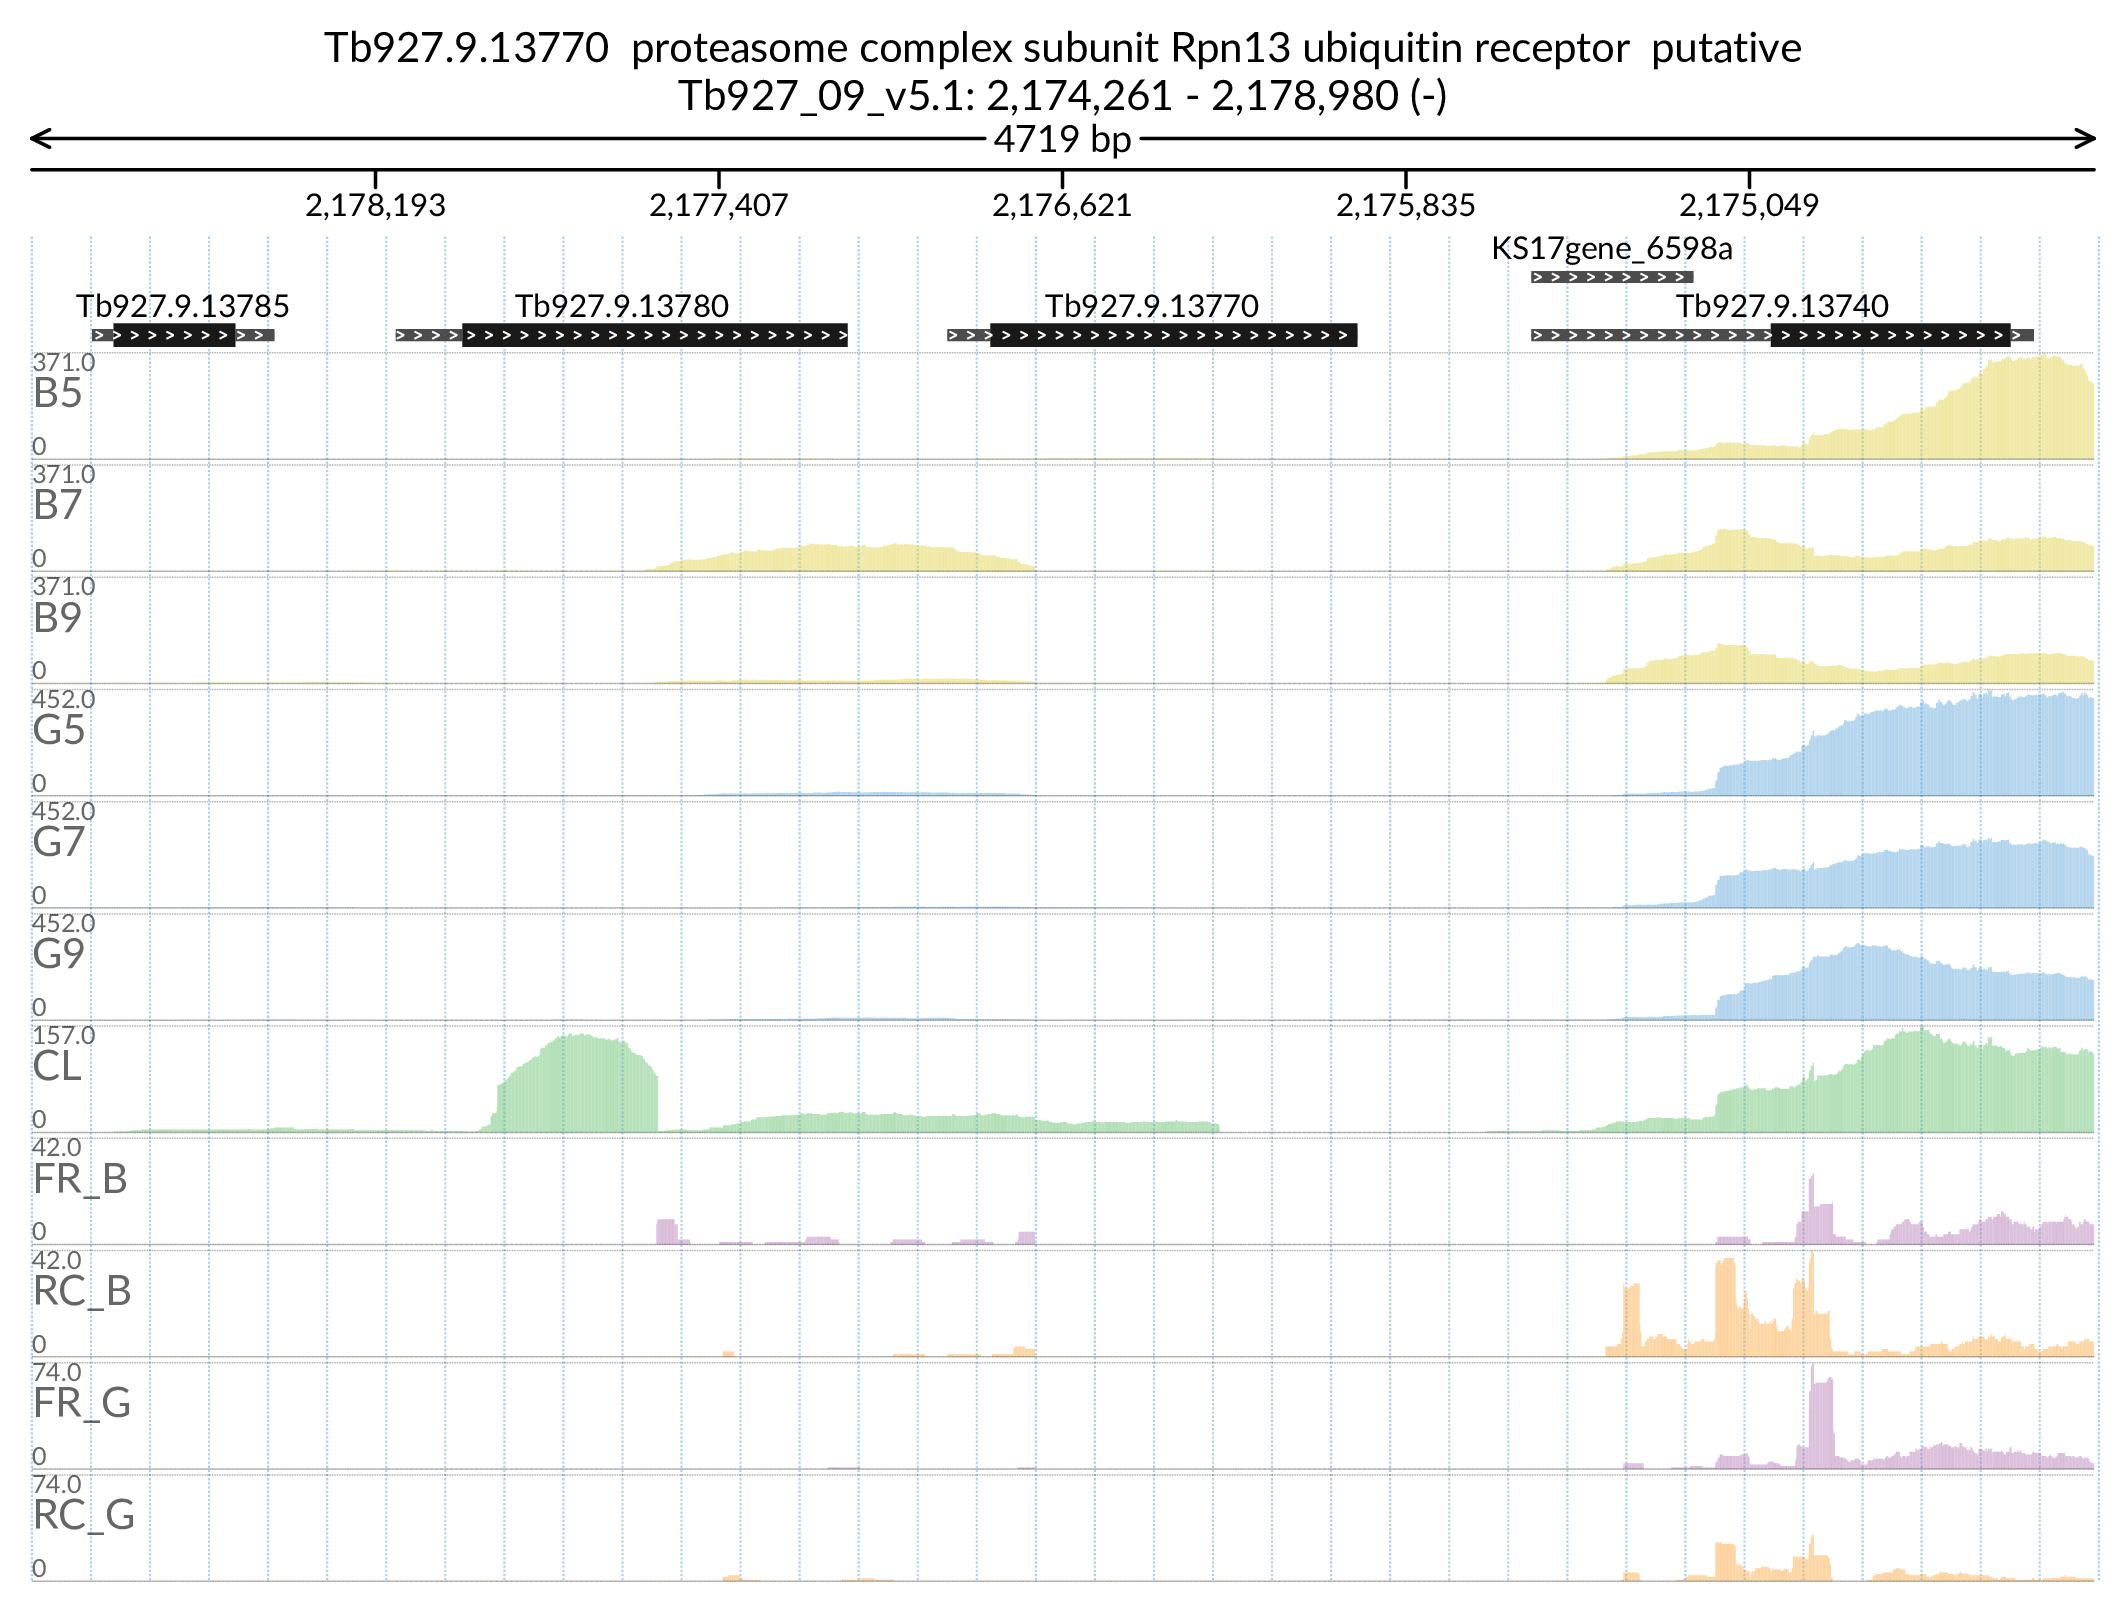 Tb927.9.13770  proteasome complex subunit Rpn13 ubiquitin receptor  putative
Tb927_09_v5.1: 2,174,261 - 2,178,980 (-)
4719 bp
2,178,193 2,177,407 2,176,621 2,175,835 2,175,049
KS17gene_6598a
Tb927.9.13785 Tb927.9.13780 Tb927.9.13770 Tb927.9.13740
371.0
B5
0
371.0
B7
0
371.0
B9
0
452.0
G5
0
452.0
G7
0
452.0
G9
0
157.0
CL
0
42.0
FR_B
0
42.0
RC_B
0
74.0
FR_G
0
74.0
RC_G
0